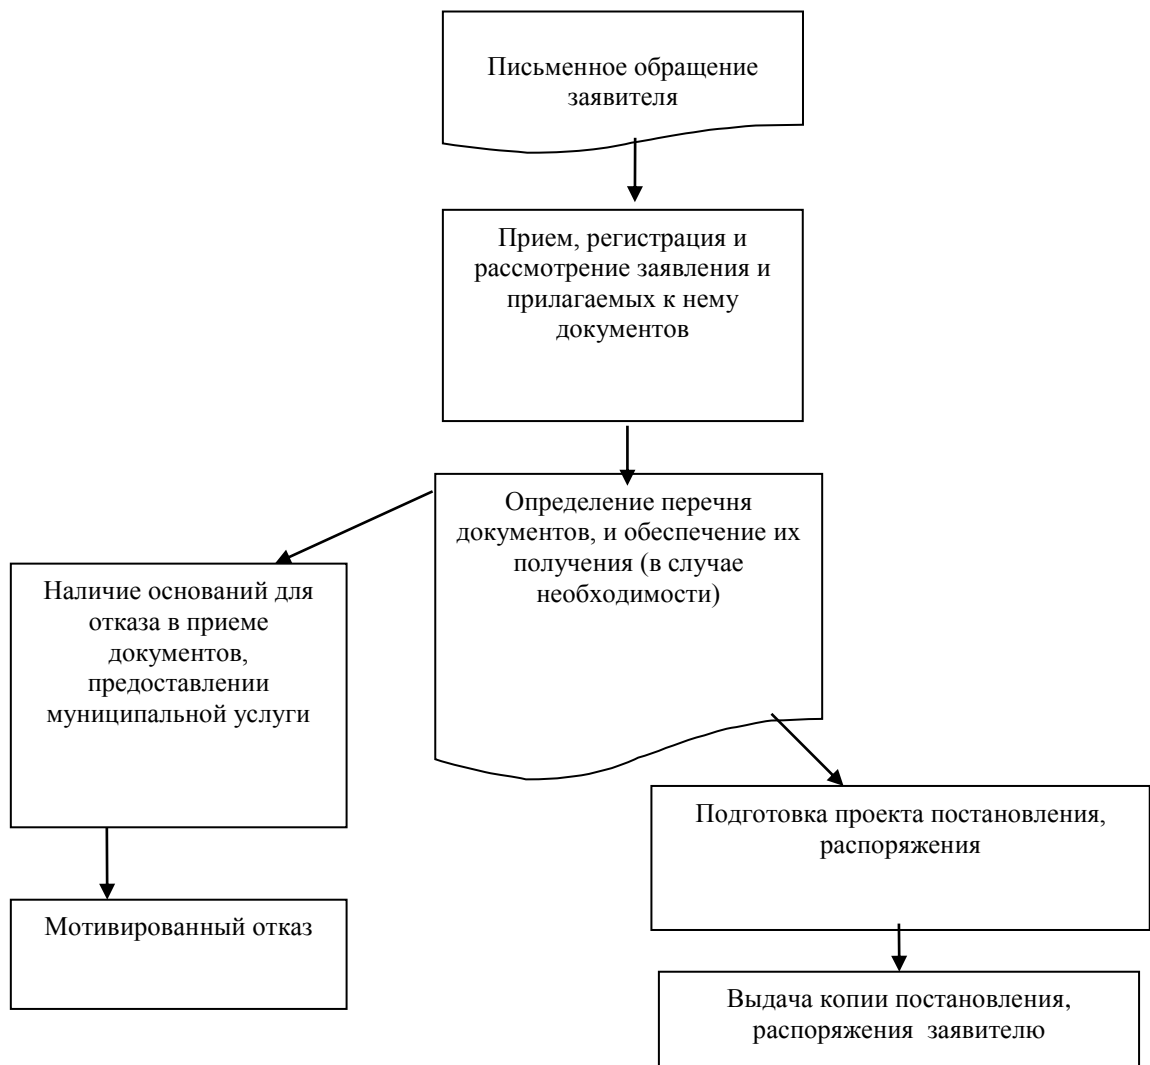 Письменное обращение
заявителя
Прием, регистрация и
рассмотрение заявления и
прилагаемых к нему
документов
Определение перечня
документов, и обеспечение их
получения (в случае
необходимости)
Наличие оснований для
отказа в приеме
документов,
предоставлении
муниципальной услуги
Подготовка проекта постановления,
распоряжения
Мотивированный отказ
Выдача копии постановления,
распоряжения заявителю